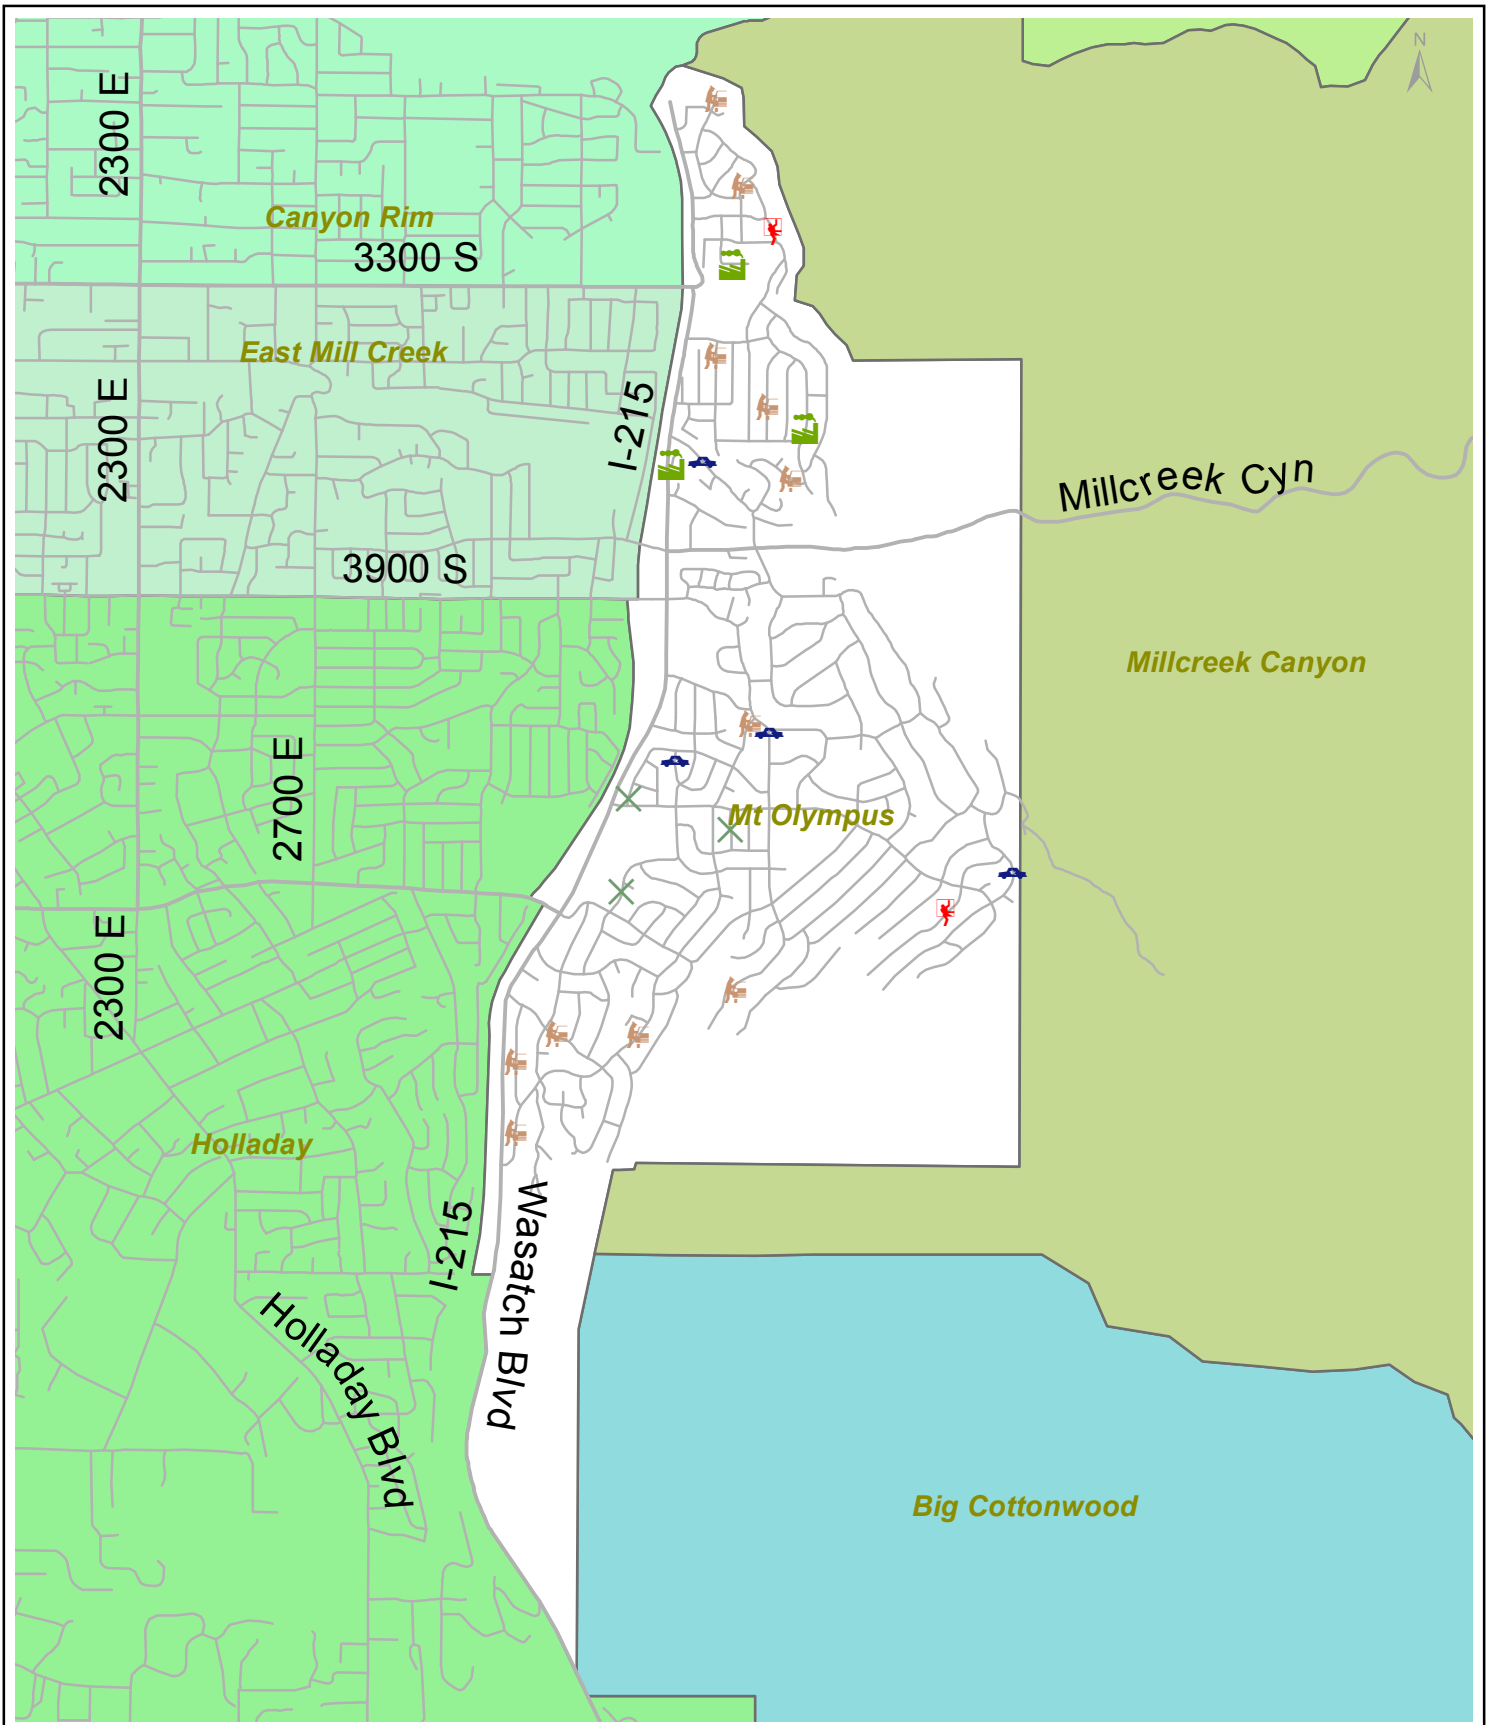 N
2300 E
Canyon Rim
3300 S
East Mill Creek
2300 E
I-215
Millcreek Cyn
3900 S
Millcreek Canyon
2700 E
Mt Olympus
2300 E
Holladay
I-215
Wasatch Blvd
Holladay Blvd
Big Cottonwood